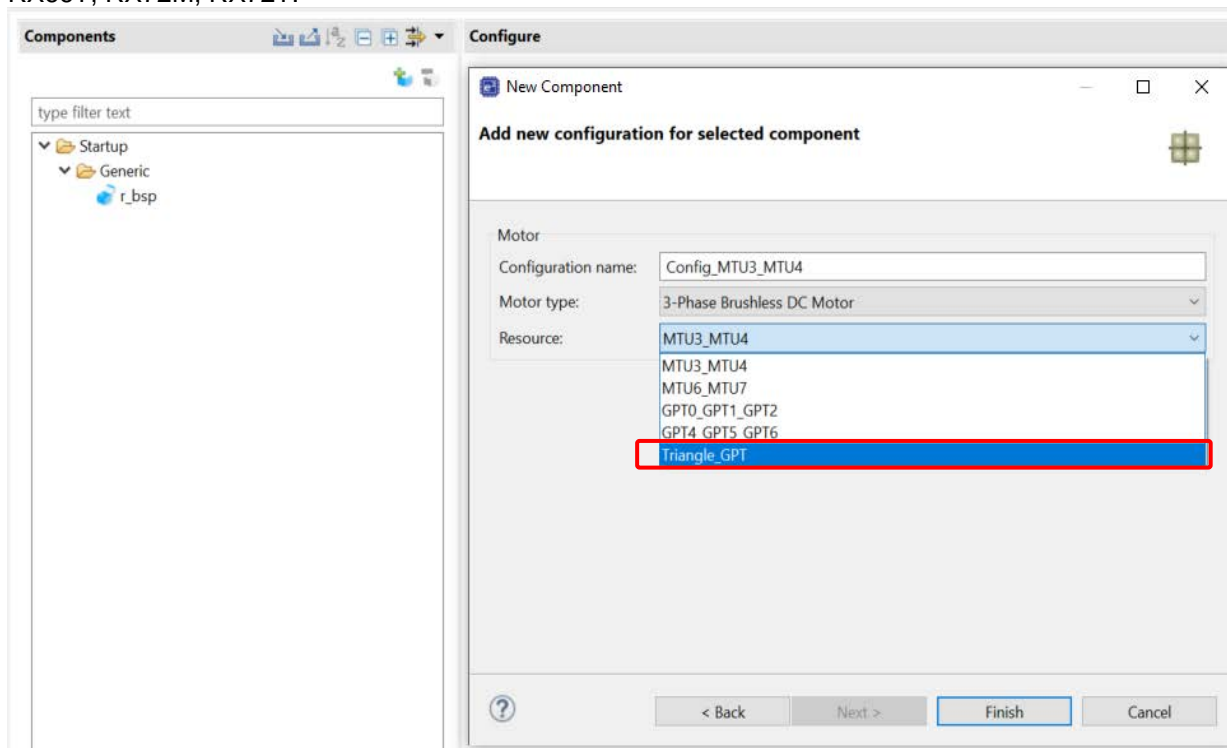 Components
Configure
New Component
type filter text
Add new configuration for selected component
Startup
Generic
r_bsp
Motor
Configuration name:
Config_MTU3_MTU4
Motor type:
3-Phase Brushless DC Motor
Resource:
MTU3_MTU4
MTU3_MTU4
MTU6_MTU7
GPT0_GPT1_GPT2
GPT4_GPT5_GPT6
Triangle_GPT
< Back
Next >
Finish
Cancel